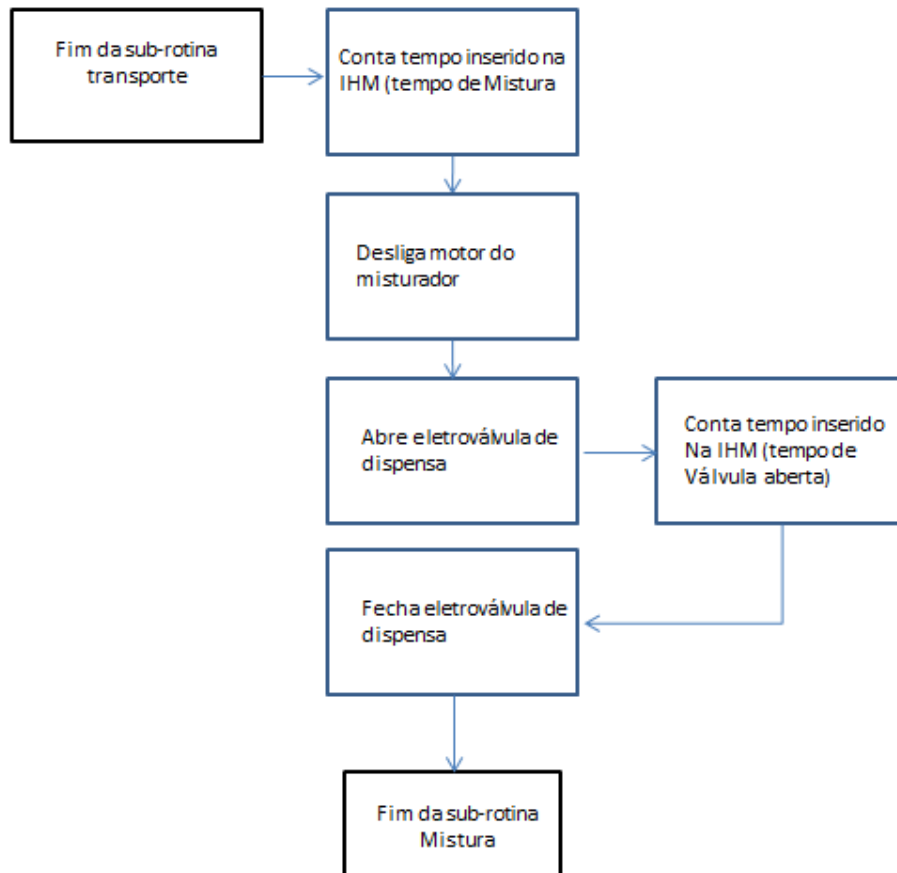 Fim da sub-rotina
transporte
Conta tempo inserido na
IHM (tempo de Mistura
Desliga motor do
misturador
Abre eletroválvula de
dispensa
Conta tempo inserido
Na IHM (tempo de
Válvula aberta)
Fecha eletroválvula de
dispensa
Fim da sub-rotina
Mistura